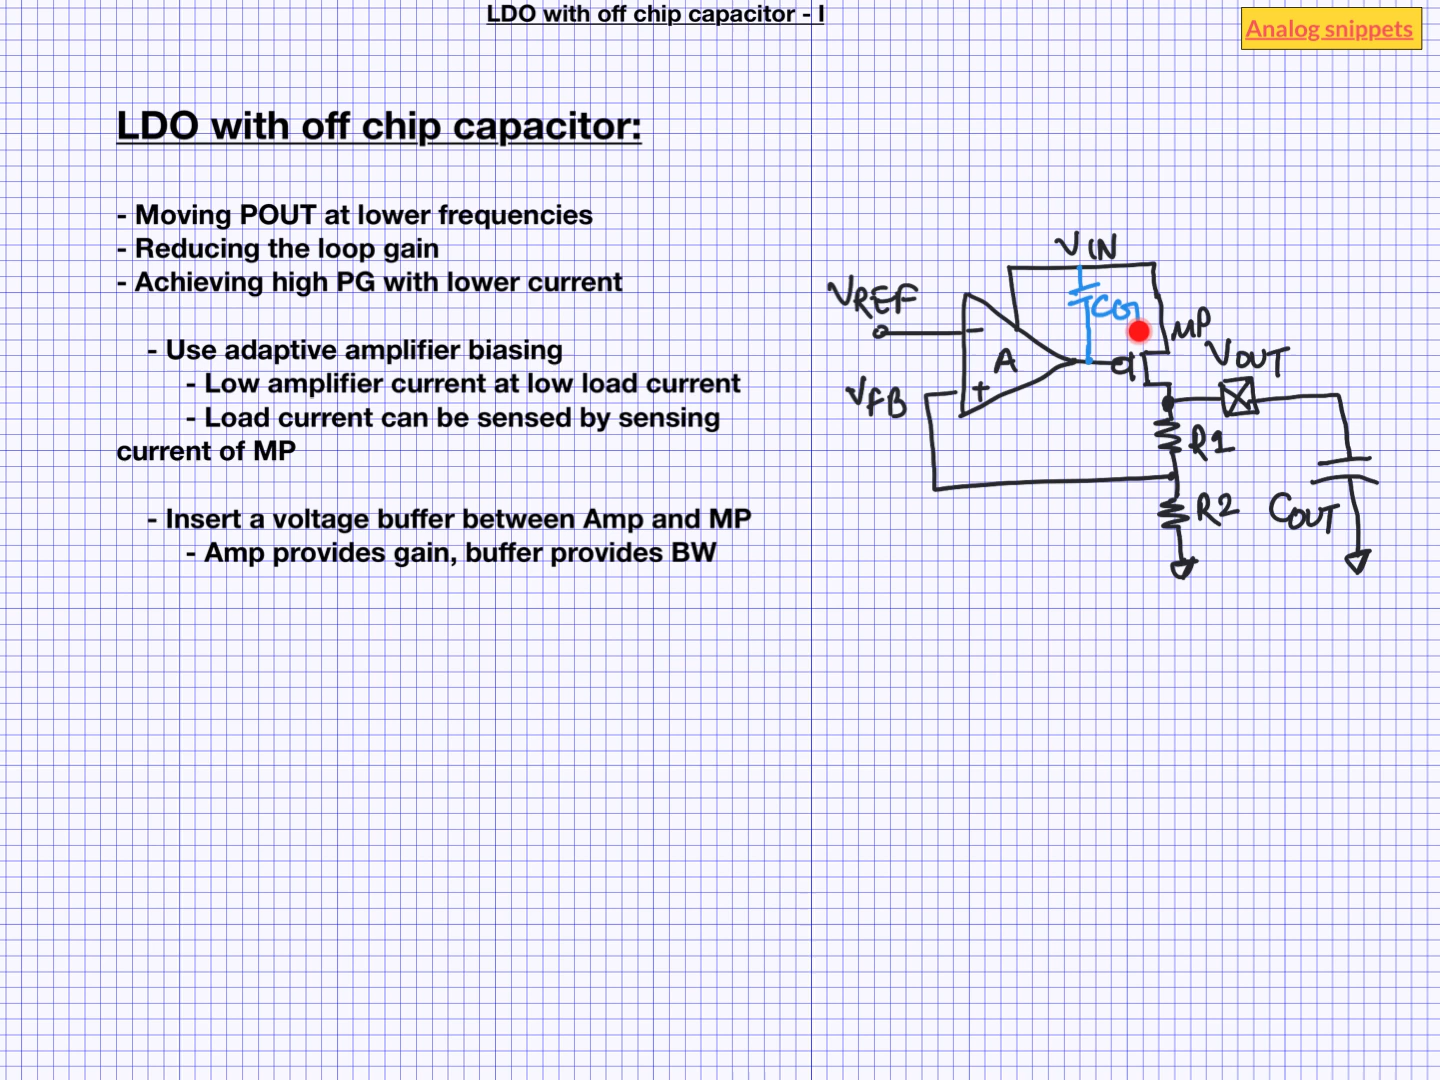 LDO with off chip capacitor - I
Analog snippets
LDO with off chip capacitor:
- Moving POUT at lower frequencies
- Reducing the loop gain
- Achieving high PG with lower current
- Use adaptive amplifier biasing
- Low amplifier current at low load current
- Load current can be sensed by sensing
current of MP
- Insert a voltage buffer between Amp and MP
- Amp provides gain, buffer provides BW
VIN
VREF
-
A
+
VFB
MP
VOUT
R1
R2
COUT